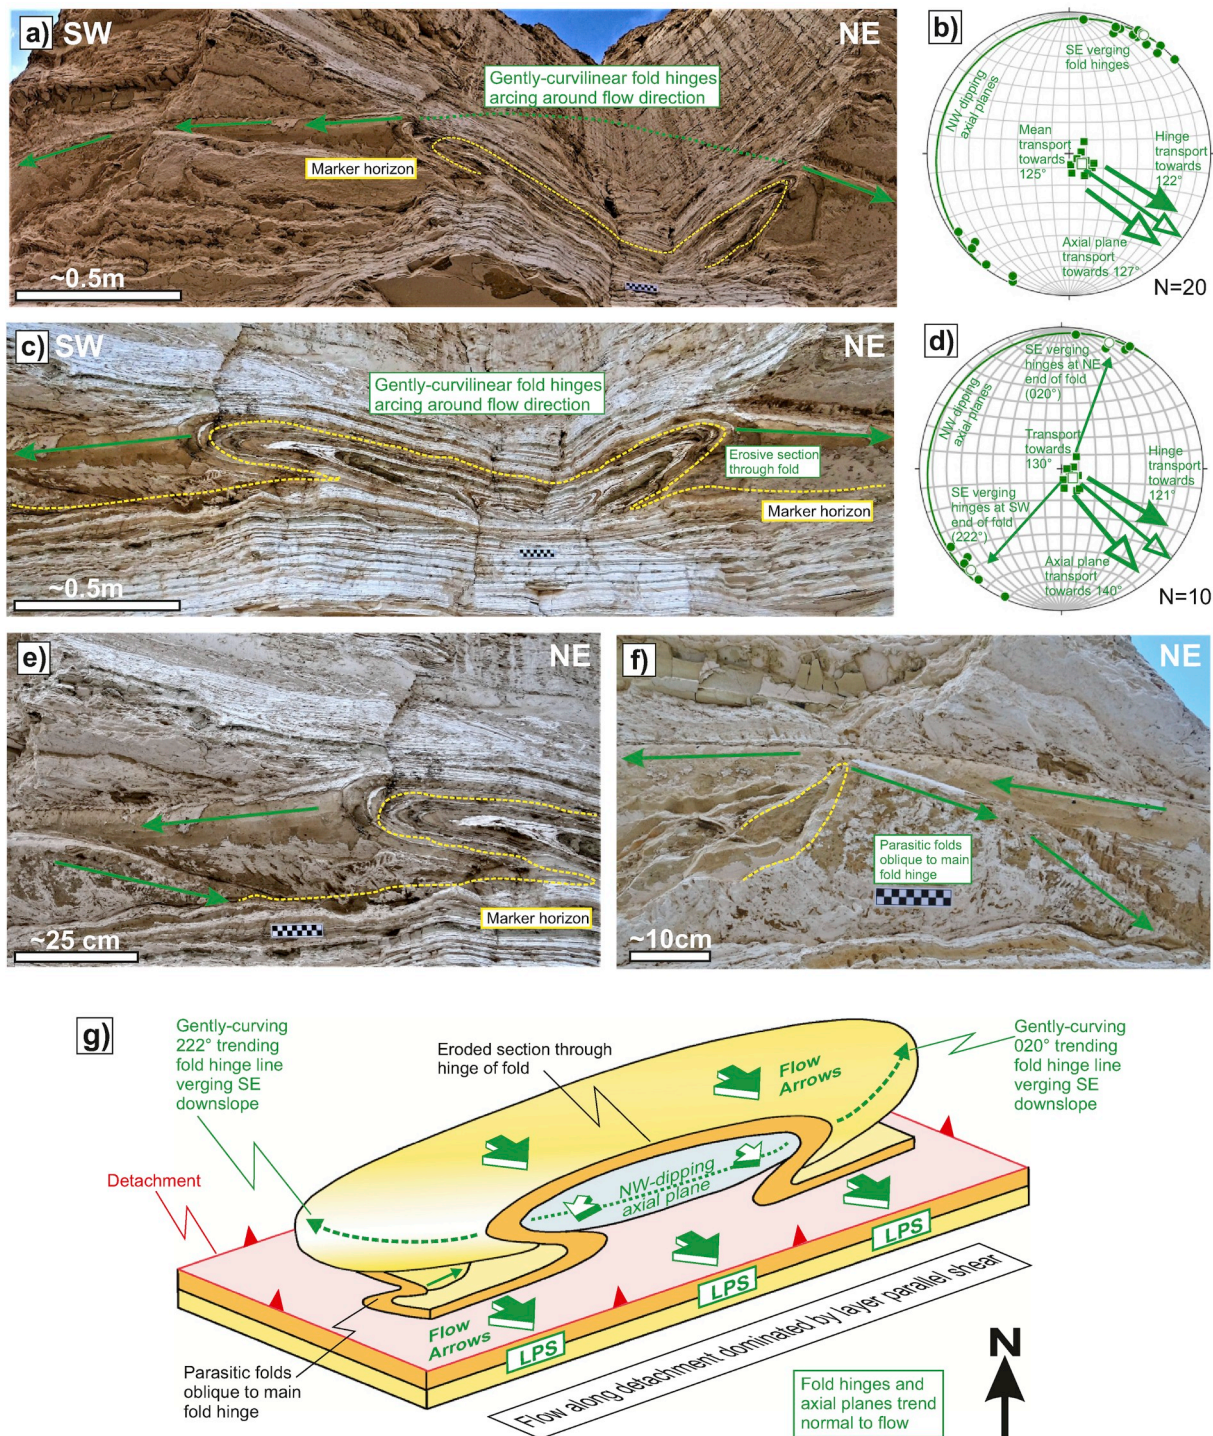 a) SW
NE
Gently-curvilinear fold hinges
arcing around flow direction
Marker horizon
~0.5m
b)
SE verging
fold hinges
NW-dipping
axial planes
Mean
transport
towards
125°
Hinge
transport
towards
122°
Axial plane
transport
towards 127°
N=20
c) SW
NE
Gently-curvilinear fold hinges
arcing around flow direction
Erosive section
through fold
Marker horizon
~0.5m
d)
SE verging
hinges at NE
end of fold
(020°)
NW-dipping
axial planes
Transport
towards
130°
Hinge
transport
towards
121°
SE verging
hinges at SW
end of fold
(222°)
Axial plane
transport
towards 140°
N=10
e)
NE
Marker horizon
~25 cm
f)
NE
Parasitic folds
oblique to main
fold hinge
~10cm
g)
Gently-curving
222° trending
fold hinge line
verging SE
downslope
Eroded section through
hinge of fold
Flow
Arrows
Gently-curving
020° trending
fold hinge line
verging SE
downslope
Detachment
NW-dipping
axial plane
LPS
LPS
LPS
Flow
Arrows
Parasitic folds
oblique to main
fold hinge
Flow along detachment dominated by layer parallel shear
Fold hinges and
axial planes trend
normal to flow
N